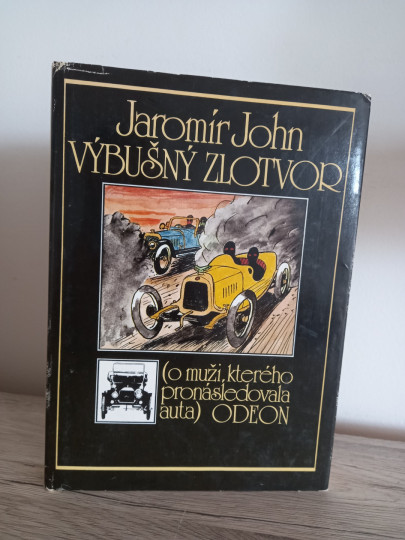 Jaromír John
VÝBUŠNÝ ZLOTVOR
(o muži, kterého
pronásledovala
auta) ODEON